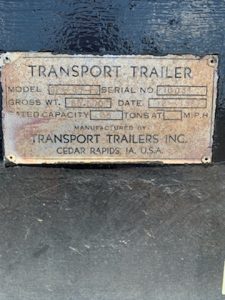 TRANSPORT TRAILER
MODEL SERIAL NO.
GROSS WT. DATE
RATED CAPACITY TONS AT M.P.H.
MANUFACTURED BY
TRANSPORT TRAILERS INC.
CEDAR RAPIDS, IA. U.S.A.